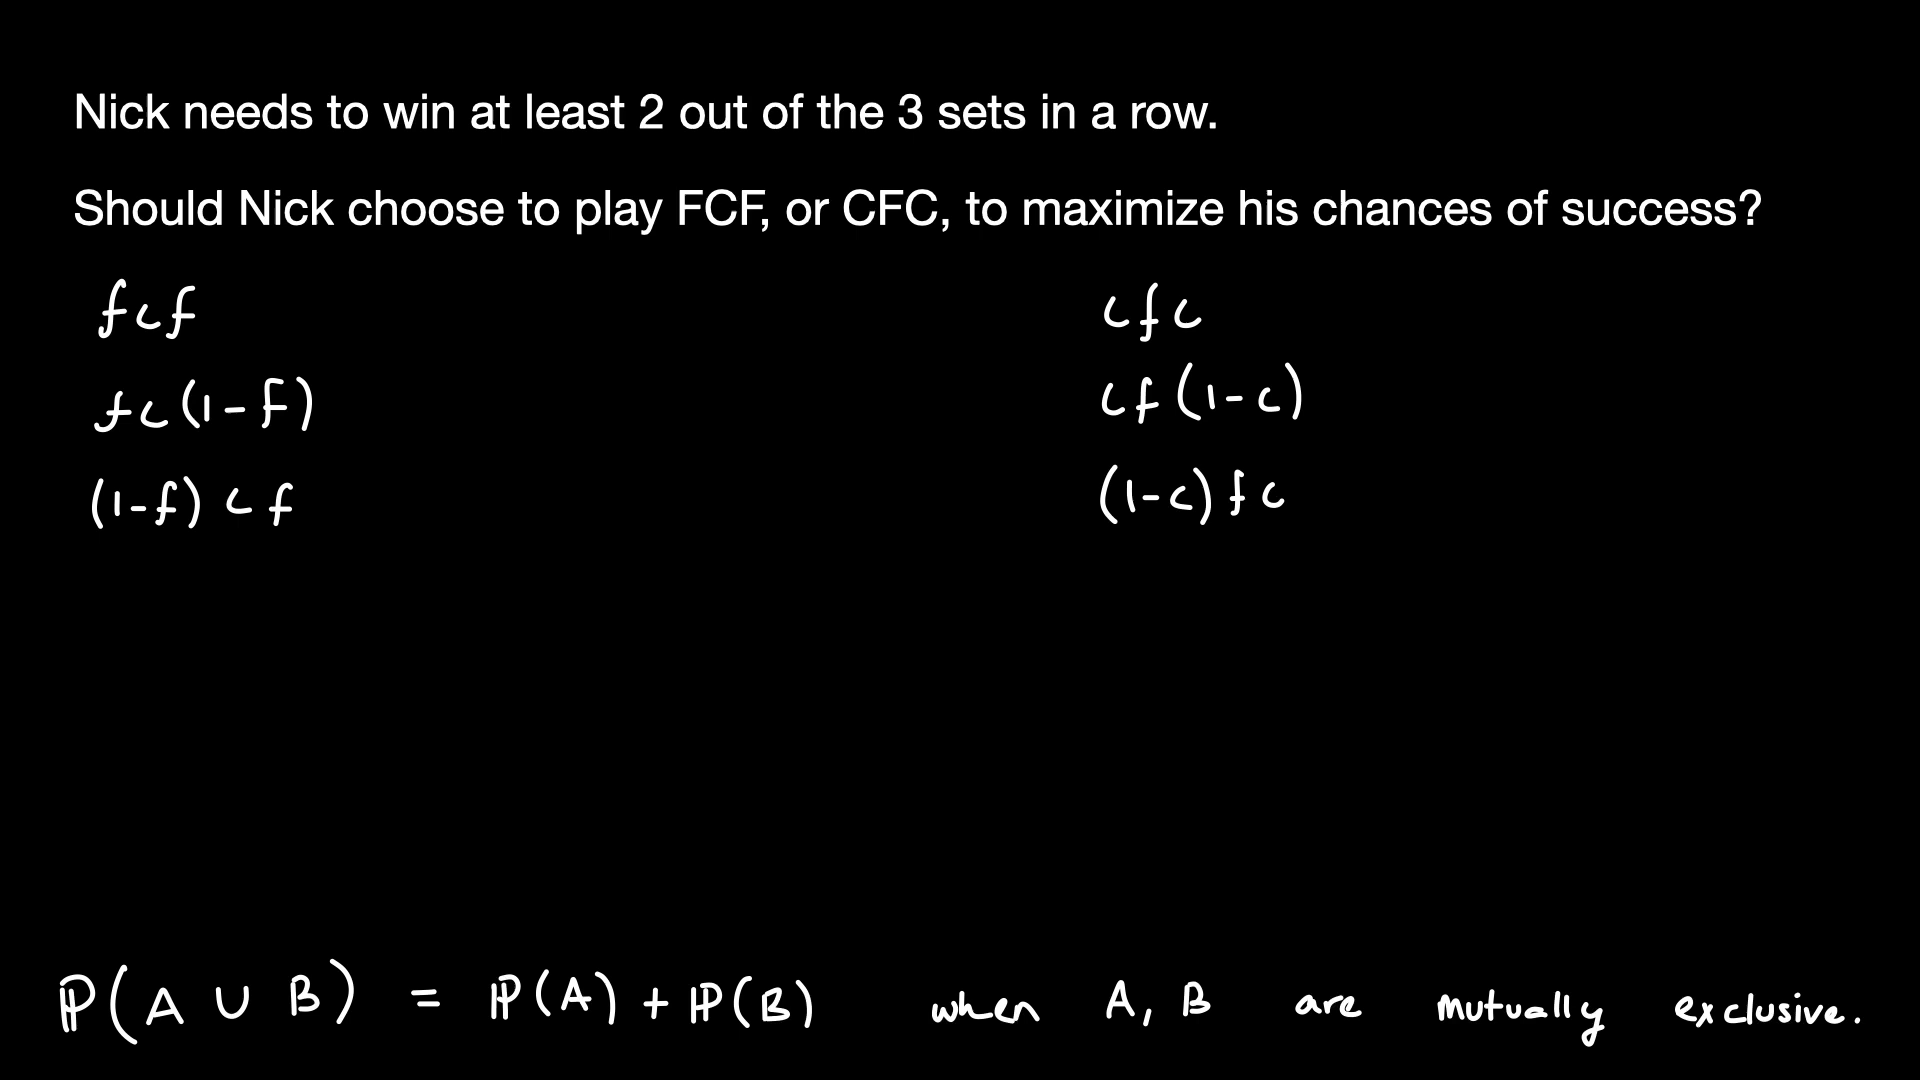 Nick needs to win at least 2 out of the 3 sets in a row.
Should Nick choose to play FCF, or CFC, to maximize his chances of success?
fcf
cfc
fc(1-f)
cf(1-c)
(1-f)cf
(1-c)fc
ℙ(A ∪ B) = ℙ(A) + ℙ(B) when A, B are mutually exclusive.